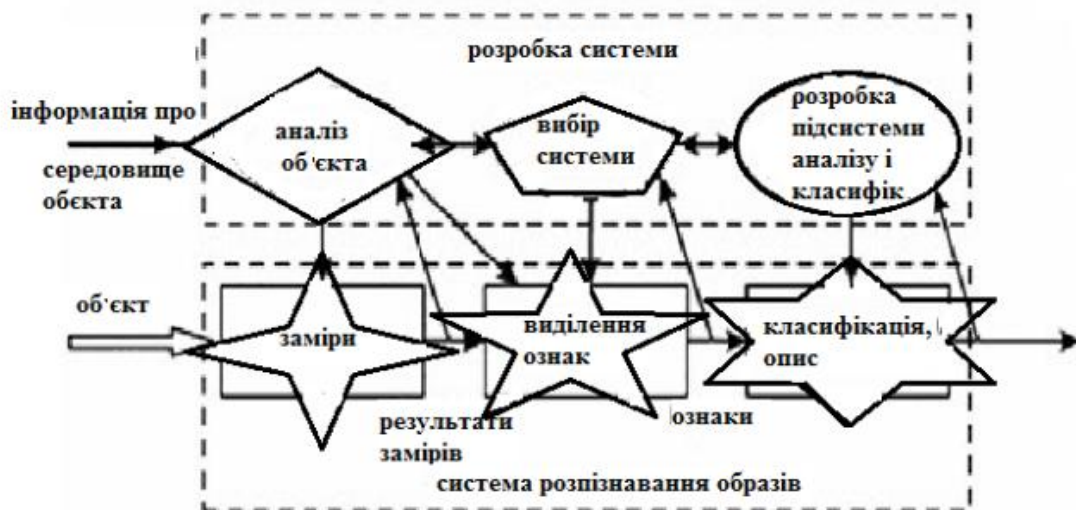 розробка системи
інформація про
середовище
обєкта
аналіз
об'єкта
вибір
системи
розробка
підсистеми
аналізу і
класифік
об'єкт
заміри
виділення
ознак
класифікація,
опис
результати
замірів
ознаки
система розпізнавання образів